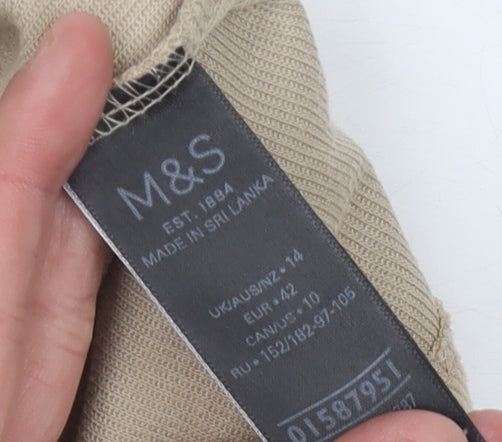 M&S
EST. 1884
MADE IN SRI LANKA
UK/AUS/NZ • 14
EUR • 42
CAN/US • 10
RU • 152/182-97-105
01587951